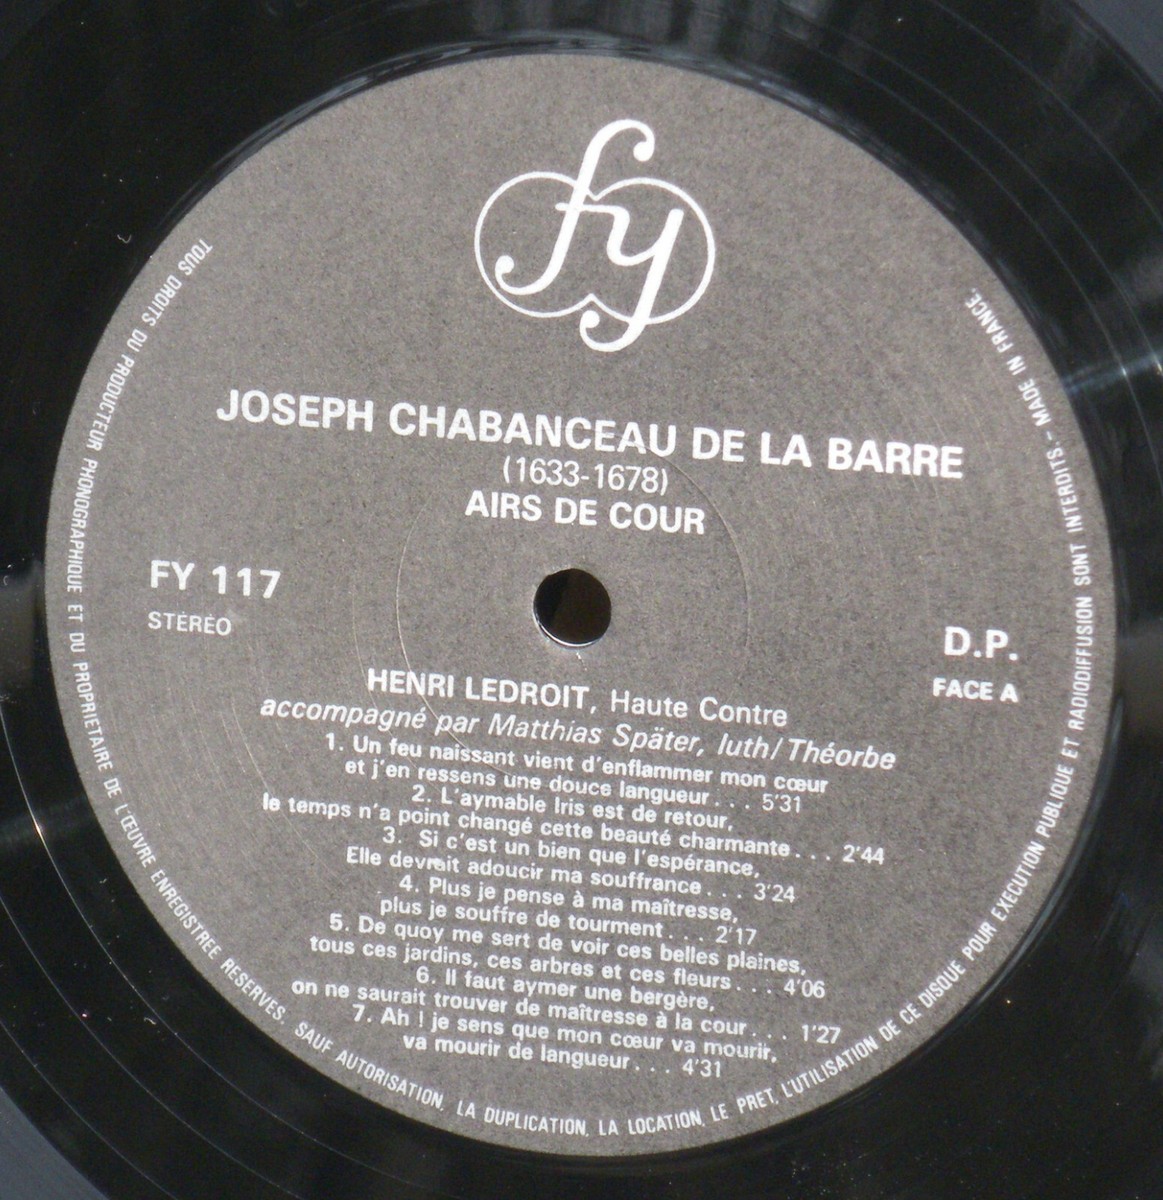 fy
JOSEPH CHABANCEAU DE LA BARRE
(1633-1678)
AIRS DE COUR
FY 117
STÉRÉO
D.P.
FACE A
HENRI LEDROIT, Haute Contre
accompagné par Matthias Später, luth/Théorbe
1. Un feu naissant vient d'enflammer mon cœur
et j'en ressens une douce langueur... 5'31
2. L'aymable Iris est de retour,
le temps n'a point changé cette beauté charmante... 2'44
3. Si c'est un bien que l'espérance,
Elle devrait adoucir ma souffrance... 3'24
4. Plus je pense à ma maîtresse,
plus je souffre de tourment... 2'17
5. De quoy me sert de voir ces belles plaines,
tous ces jardins, ces arbres et ces fleurs... 4'06
6. Il faut aymer une bergère,
on ne saurait trouver de maîtresse à la cour... 1'27
7. Ah ! je sens que mon cœur va mourir,
va mourir de langueur... 4'31
TOUS DROITS DU PRODUCTEUR PHONOGRAPHIQUE ET DU PROPRIETAIRE DE L'ŒUVRE ENREGISTREE RESERVES. SAUF AUTORISATION, LA DUPLICATION, LA LOCATION, LE PRET, L'UTILISATION DE CE DISQUE POUR EXECUTION PUBLIQUE ET RADIODIFFUSION SONT INTERDITS. - MADE IN FRANCE.